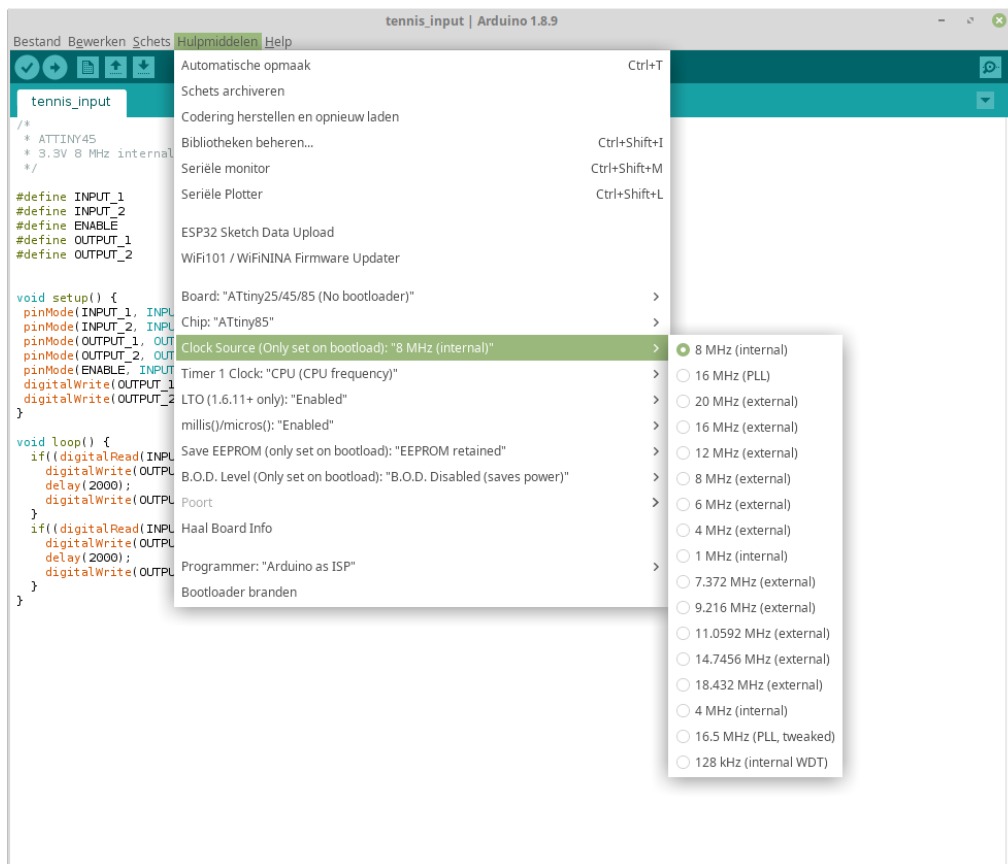 tennis_input | Arduino 1.8.9
Bestand Bewerken Schets Hulpmiddelen Help
tennis_input
/*
 * ATTINY45
 * 3.3V 8 MHz internal
 */
#define INPUT_1
#define INPUT_2
#define ENABLE
#define OUTPUT_1
#define OUTPUT_2
void setup() {
pinMode(INPUT_1, INPU
pinMode(INPUT_2, INPU
pinMode(OUTPUT_1, OUT
pinMode(OUTPUT_2, OUT
pinMode(ENABLE, INPUT
digitalWrite(OUTPUT_1
digitalWrite(OUTPUT_2
}
void loop() {
if((digitalRead(INPU
digitalWrite(OUTPU
delay(2000);
digitalWrite(OUTPU
}
if((digitalRead(INPU
digitalWrite(OUTPU
delay(2000);
digitalWrite(OUTPU
}
}
Automatische opmaak Ctrl+T
Schets archiveren
Codering herstellen en opnieuw laden
Bibliotheken beheren... Ctrl+Shift+I
Seriële monitor Ctrl+Shift+M
Seriële Plotter Ctrl+Shift+L
ESP32 Sketch Data Upload
WiFi101 / WiFiNINA Firmware Updater
Board: "ATtiny25/45/85 (No bootloader)"
Chip: "ATtiny85"
Clock Source (Only set on bootload): "8 MHz (internal)"
Timer 1 Clock: "CPU (CPU frequency)"
LTO (1.6.11+ only): "Enabled"
millis()/micros(): "Enabled"
Save EEPROM (only set on bootload): "EEPROM retained"
B.O.D. Level (Only set on bootload): "B.O.D. Disabled (saves power)"
Poort
Haal Board Info
Programmer: "Arduino as ISP"
Bootloader branden
8 MHz (internal)
16 MHz (PLL)
20 MHz (external)
16 MHz (external)
12 MHz (external)
8 MHz (external)
6 MHz (external)
4 MHz (external)
1 MHz (internal)
7.372 MHz (external)
9.216 MHz (external)
11.0592 MHz (external)
14.7456 MHz (external)
18.432 MHz (external)
4 MHz (internal)
16.5 MHz (PLL, tweaked)
128 kHz (internal WDT)